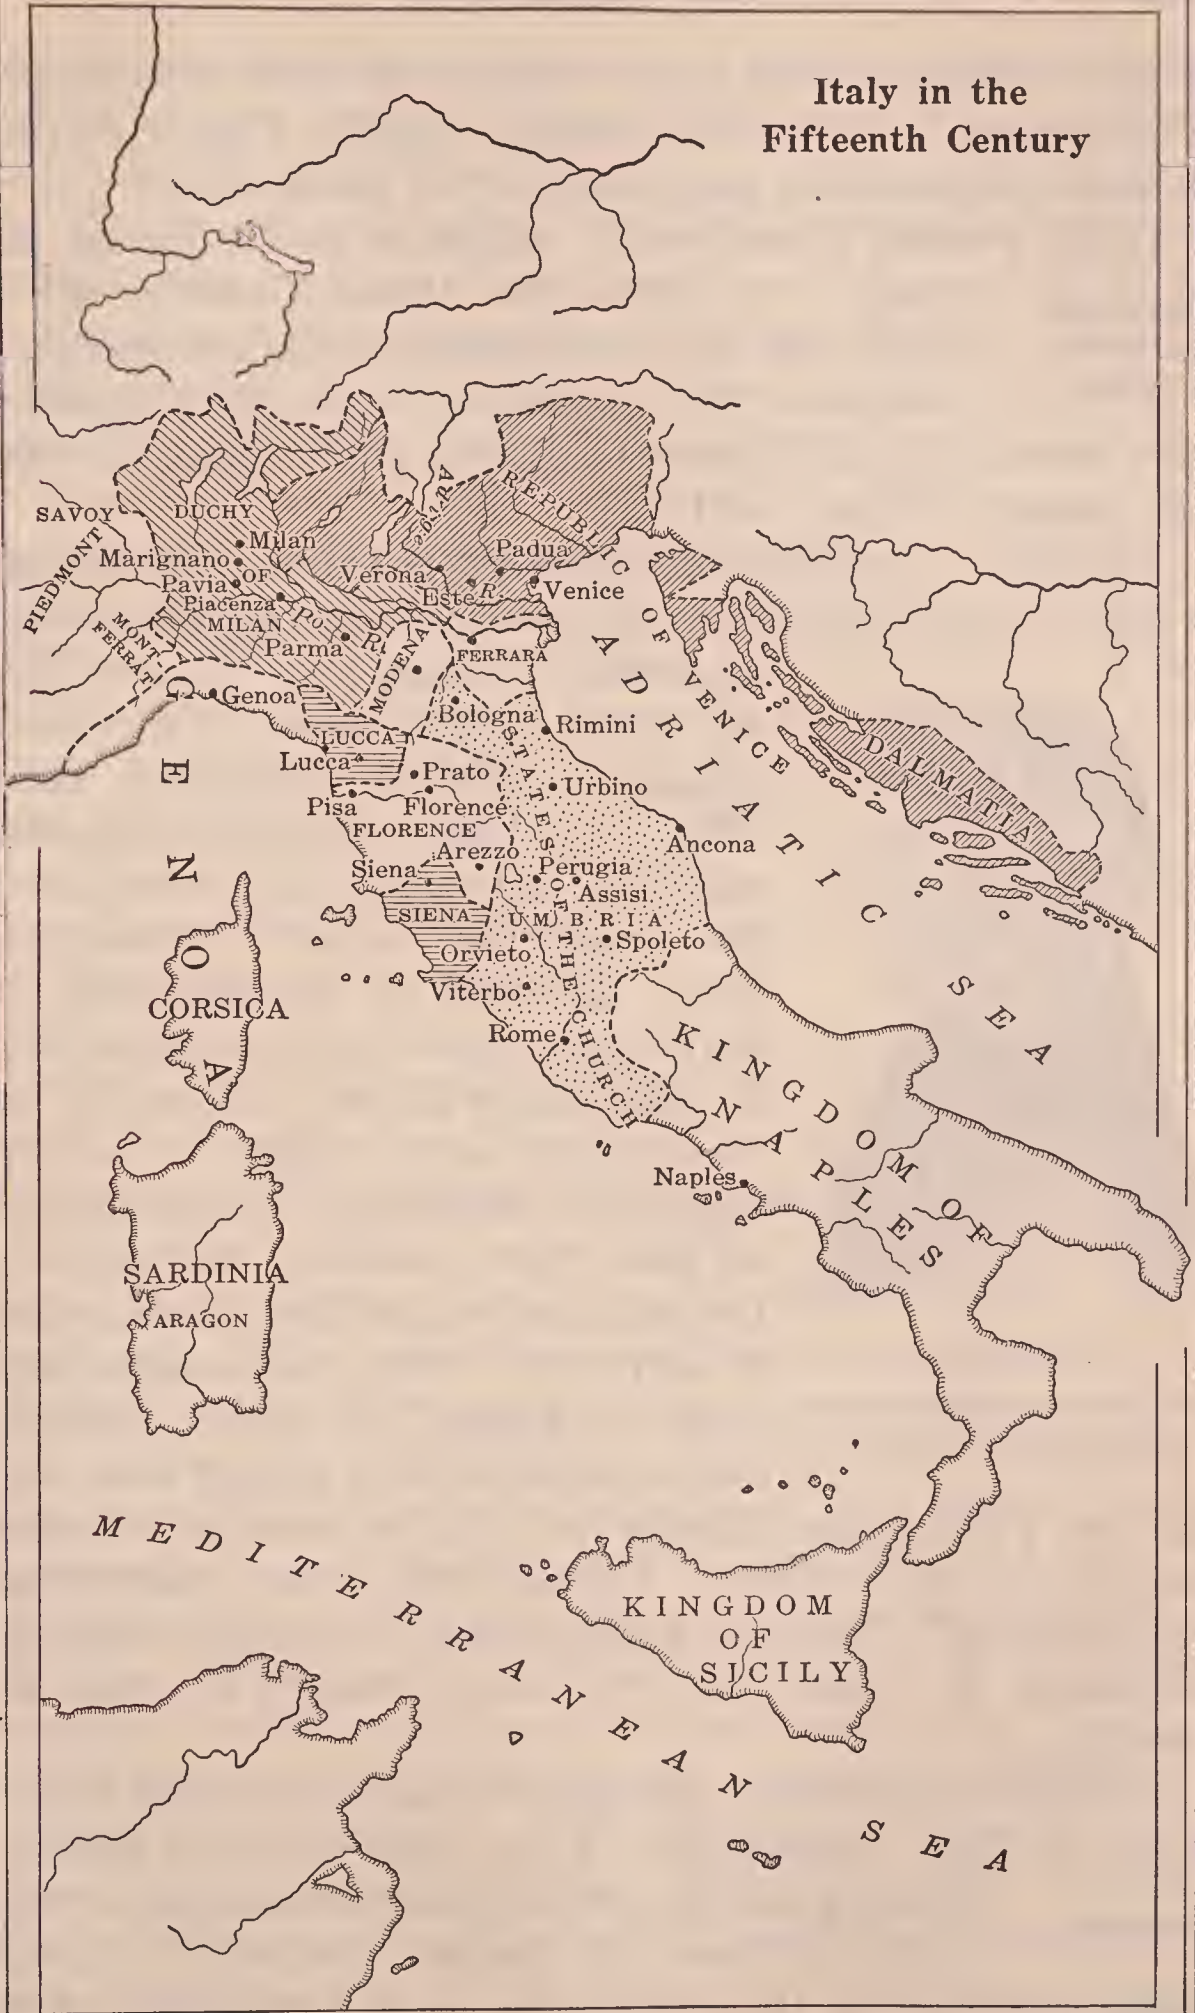 Italy in the
Fifteenth Century
SAVOY
PIEDMONT
MONT-
FERRAT
DUCHY
OF
MILAN
Milan
Marignano
Pavia
Piacenza
Parma
Po R.
Adige
R.
REPUBLIC OF VENICE
Padua
Verona
Este
Venice
MODENA
FERRARA
GENOA
Genoa
Bologna
Rimini
LUCCA
Lucca
Prato
Pisa
Florence
FLORENCE
Urbino
Ancona
Arezzo
Siena
SIENA
Perugia
Assisi
UMBRIA
Spoleto
Orvieto
Viterbo
Rome
STATES OF THE CHURCH
DALMATIA
ADRIATIC SEA
CORSICA
KINGDOM OF
NAPLES
Naples
SARDINIA
ARAGON
MEDITERRANEAN SEA
KINGDOM
OF
SICILY